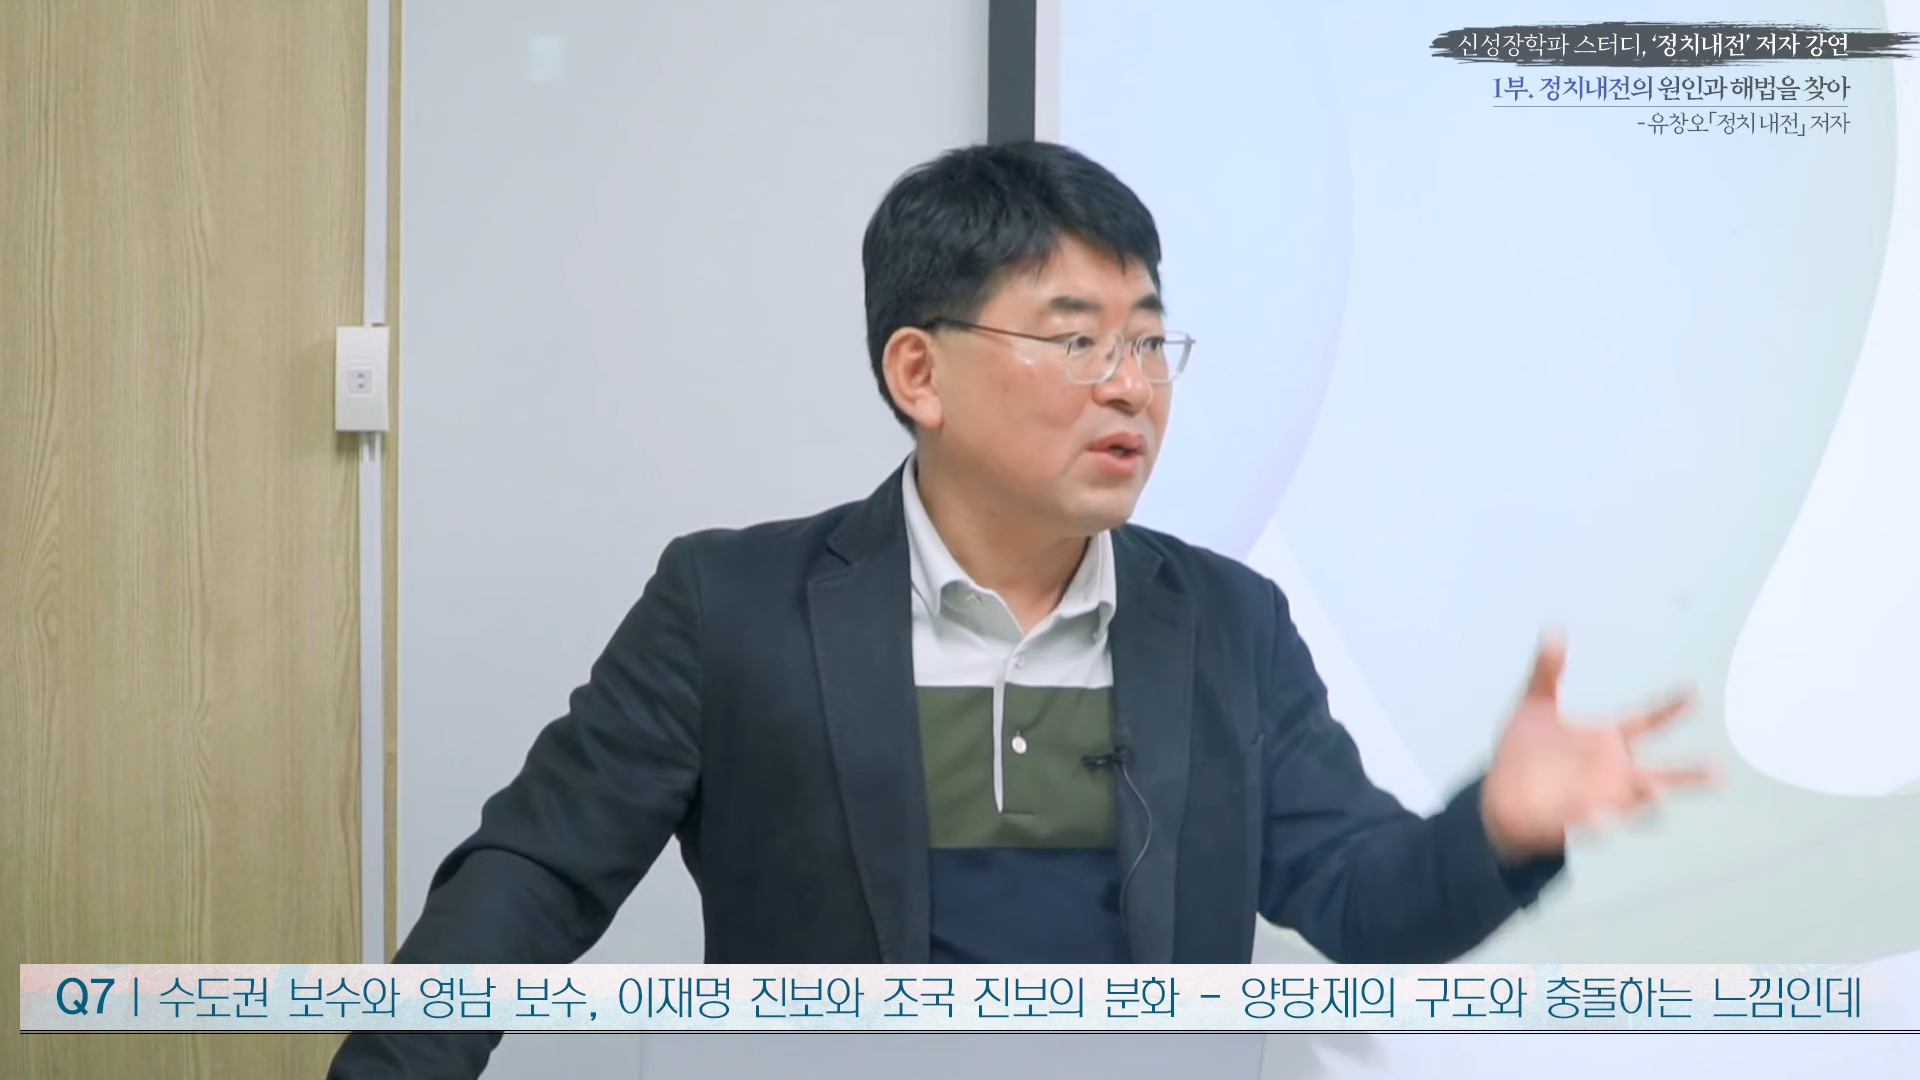 신성장학파 스터디, ‘정치내전’ 저자 강연
1부. 정치내전의 원인과 해법을 찾아
-유창오「정치 내전」 저자
Q7 | 수도권 보수와 영남 보수, 이재명 진보와 조국 진보의 분화 - 양당제의 구도와 충돌하는 느낌인데